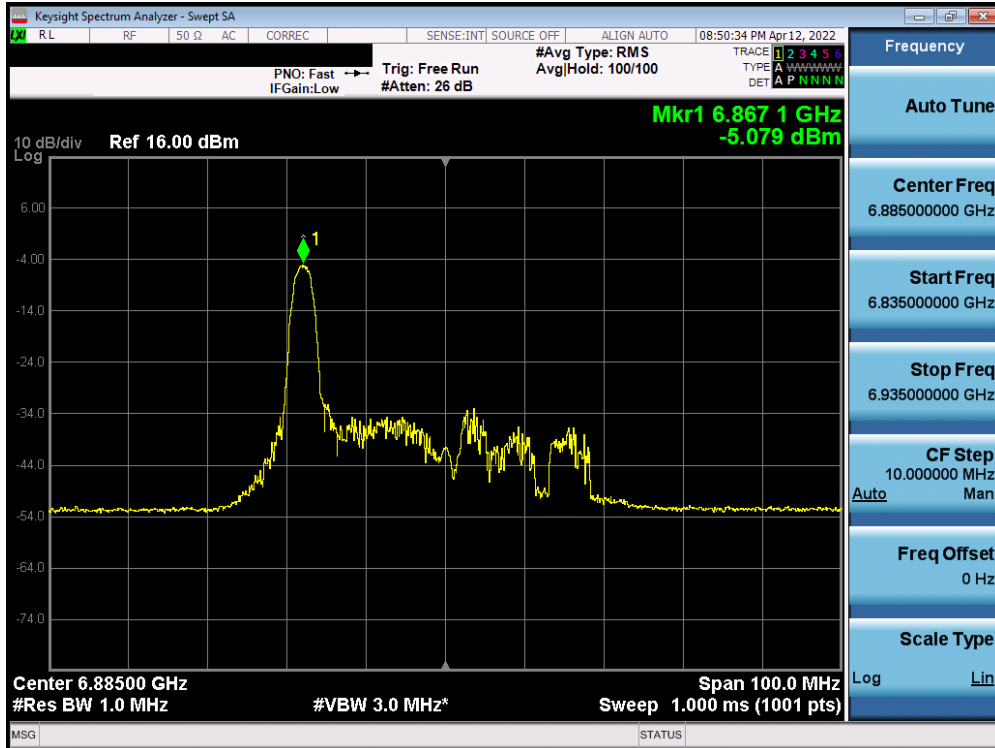 Keysight Spectrum Analyzer - Swept SA
LXI RL RF 50 Ω AC CORREC SENSE:INT SOURCE OFF ALIGN AUTO 08:50:34 PM Apr 12, 2022
#Avg Type: RMS TRACE 1 2 3 4 5 6
PNO: Fast Trig: Free Run Avg|Hold: 100/100 TYPE A WWWWW
IFGain:Low #Atten: 26 dB DET A P N N N N
Mkr1 6.867 1 GHz
-5.079 dBm
10 dB/div Ref 16.00 dBm
Log
1
6.00
-4.00
-14.0
-24.0
-34.0
-44.0
-54.0
-64.0
-74.0
Center 6.88500 GHz Span 100.0 MHz
#Res BW 1.0 MHz #VBW 3.0 MHz* Sweep 1.000 ms (1001 pts)
MSG STATUS
Frequency
Auto Tune
Center Freq
6.885000000 GHz
Start Freq
6.835000000 GHz
Stop Freq
6.935000000 GHz
CF Step
10.000000 MHz
Auto Man
Freq Offset
0 Hz
Scale Type
Log Lin